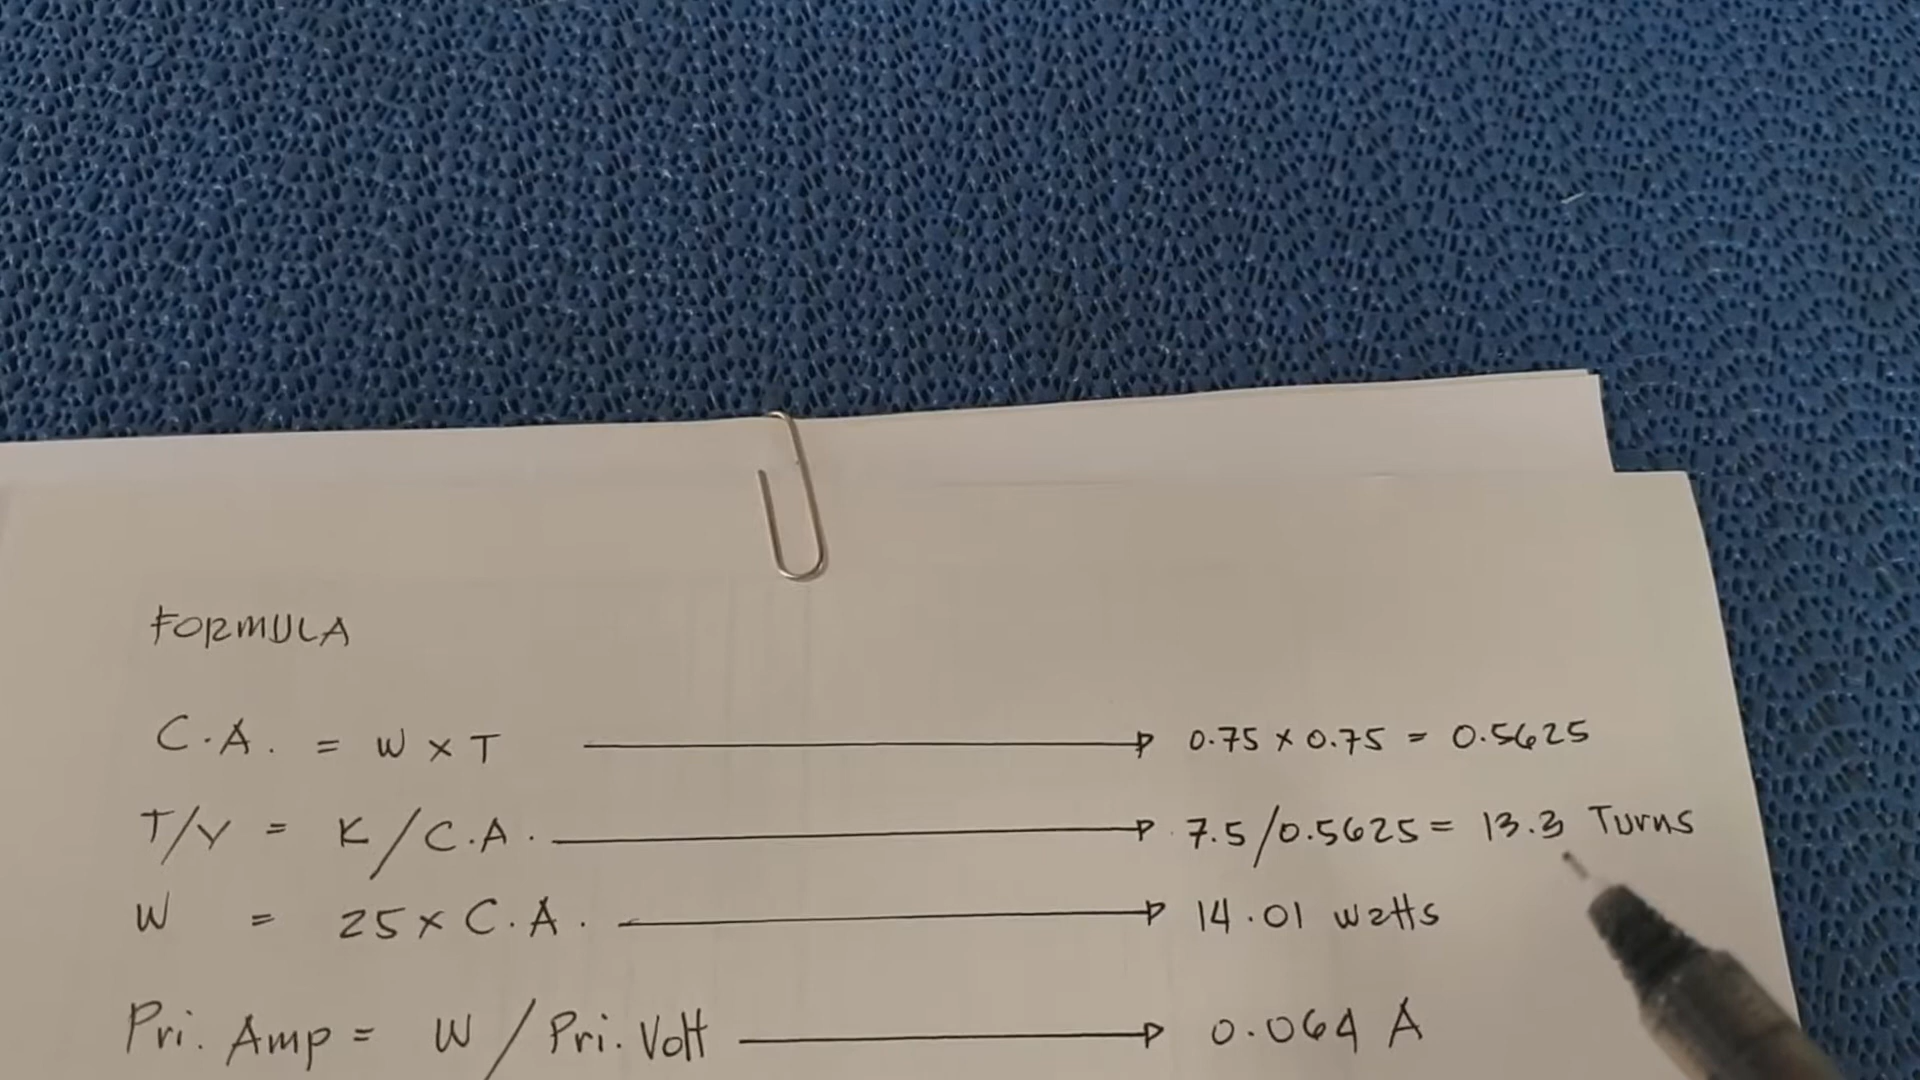 FORMULA
C.A. = W x T → 0.75 x 0.75 = 0.5625
T/V = K/C.A. → 7.5/0.5625 = 13.3 Turns
W = 25 x C.A. → 14.01 watts
Pri. Amp = W / Pri. Volt → 0.064 A